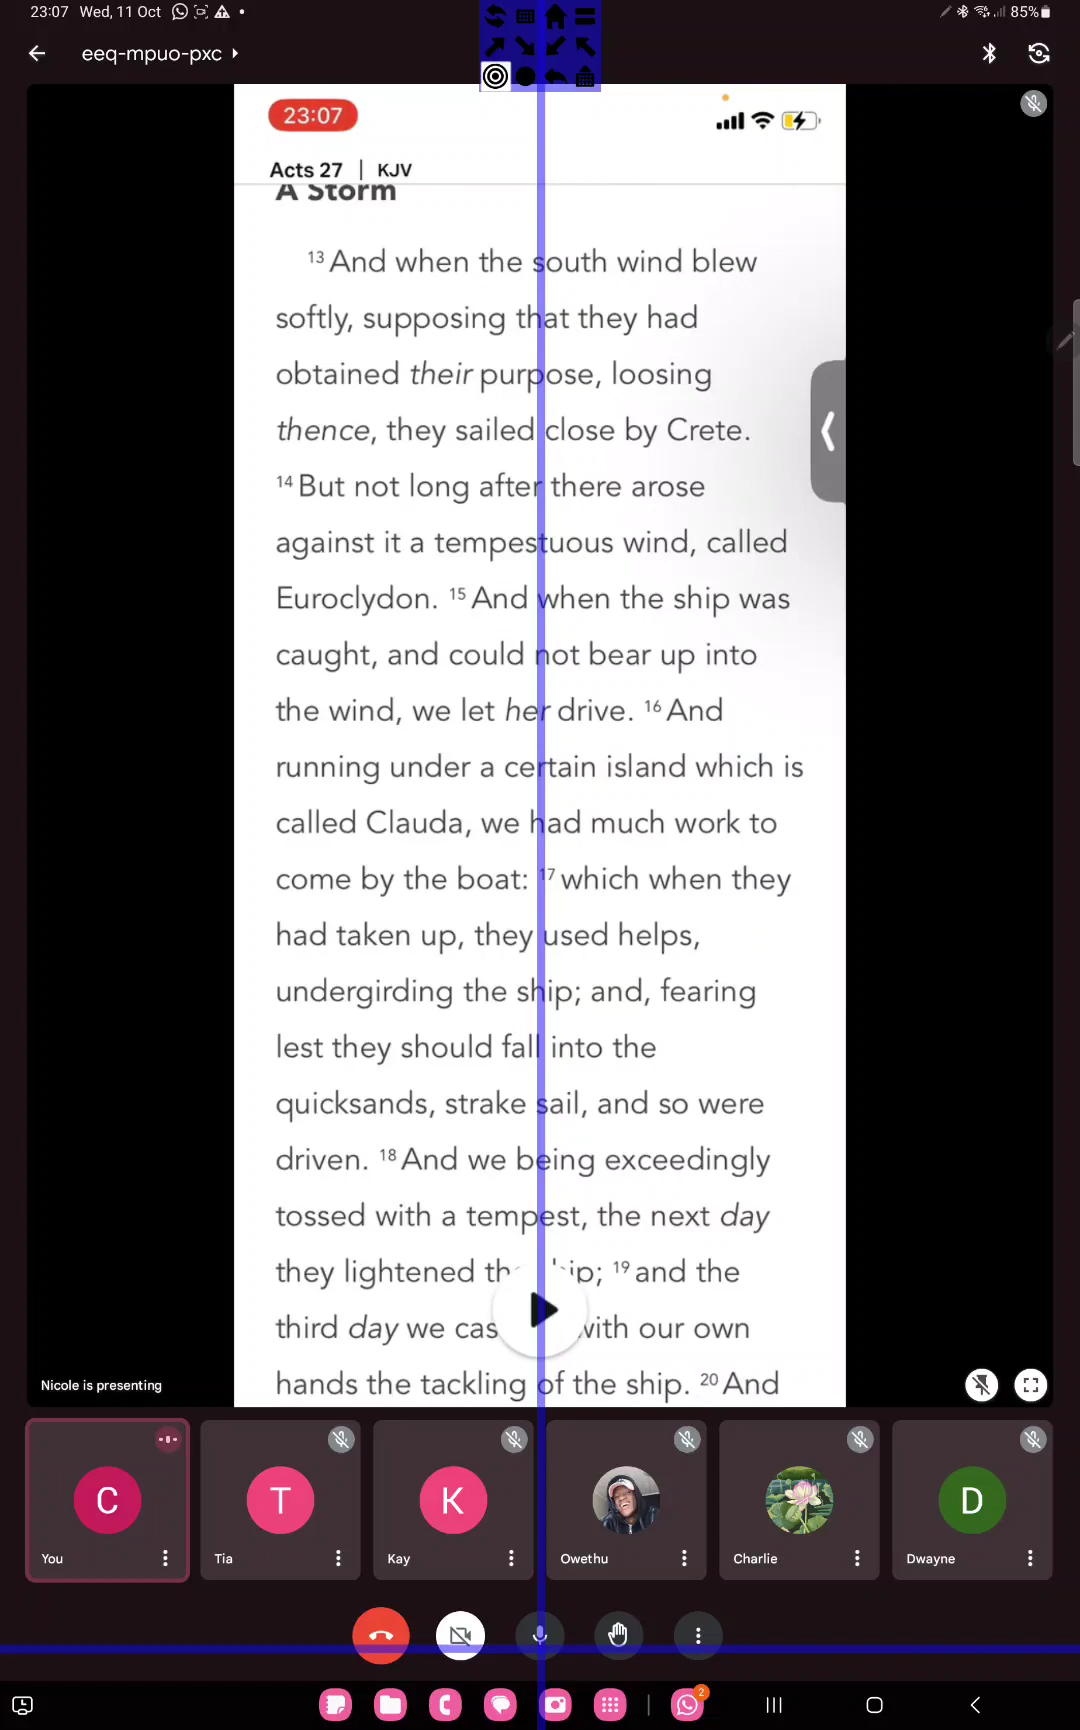 23:07 Wed, 11 Oct
85%
eeq-mpuo-pxc
23:07
Acts 27 | KJV
A Storm
13 And when the south wind blew
softly, supposing that they had
obtained their purpose, loosing
thence, they sailed close by Crete.
14 But not long after there arose
against it a tempestuous wind, called
Euroclydon. 15 And when the ship was
caught, and could not bear up into
the wind, we let her drive. 16 And
running under a certain island which is
called Clauda, we had much work to
come by the boat: 17 which when they
had taken up, they used helps,
undergirding the ship; and, fearing
lest they should fall into the
quicksands, strake sail, and so were
driven. 18 And we being exceedingly
tossed with a tempest, the next day
they lightened the ship; 19 and the
third day we cas with our own
hands the tackling of the ship. 20 And
Nicole is presenting
C
T
K
D
You
Tia
Kay
Owethu
Charlie
Dwayne
2